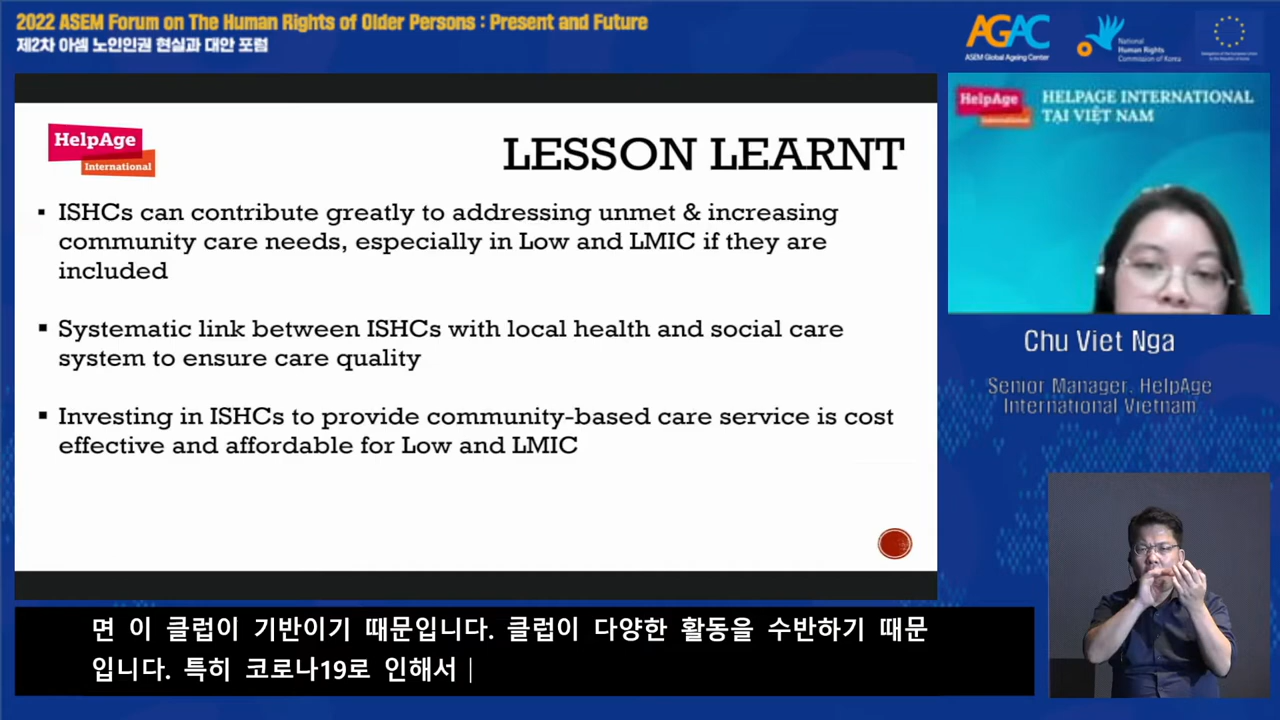 2022 ASEM Forum on The Human Rights of Older Persons : Present and Future
제2차 아셈 노인인권 현실과 대안 포럼
AGAC
ASEM Global Ageing Center
National
Human Rights
Commission of Korea
HelpAge
International
LESSON LEARNT
▪ ISHCs can contribute greatly to addressing unmet & increasing
community care needs, especially in Low and LMIC if they are
included
▪ Systematic link between ISHCs with local health and social care
system to ensure care quality
▪ Investing in ISHCs to provide community-based care service is cost
effective and affordable for Low and LMIC
HelpAge
International
HELPAGE INTERNATIONAL
TẠI VIỆT NAM
Chu Viet Nga
Senior Manager. HelpAge
International Vietnam
면 이 클럽이 기반이기 때문입니다. 클럽이 다양한 활동을 수반하기 때문
입니다. 특히 코로나19로 인해서 |